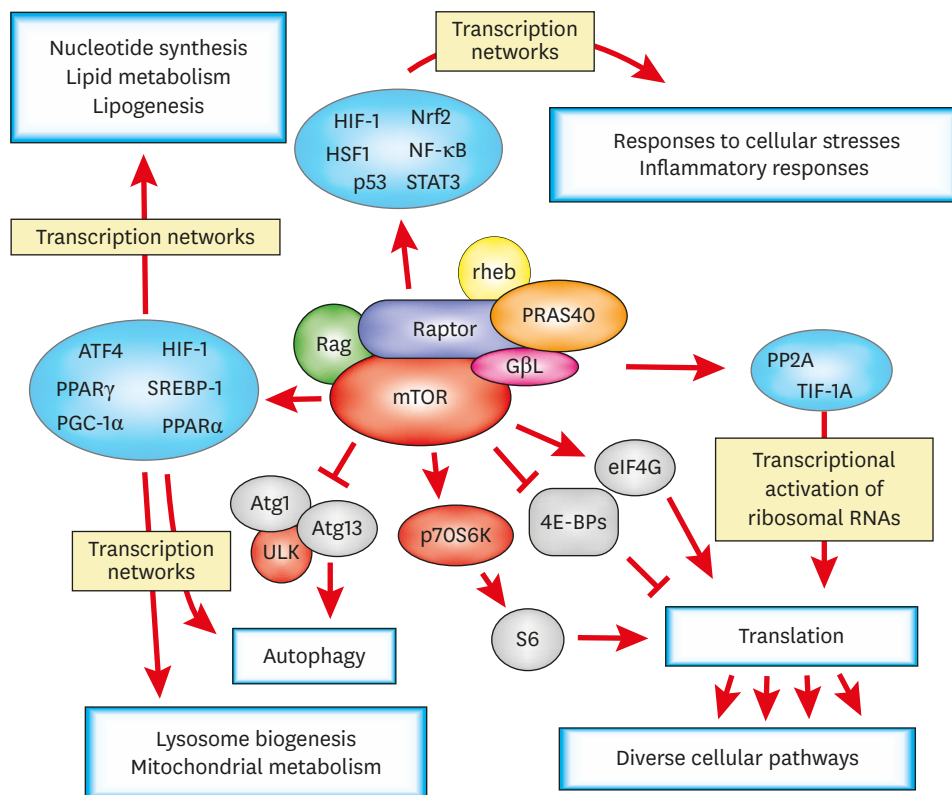 Nucleotide synthesis
Lipid metabolism
Lipogenesis
Transcription
networks
HIF-1
Nrf2
HSF1
NF-κB
p53
STAT3
Responses to cellular stresses
Inflammatory responses
Transcription networks
rheb
PRAS40
Raptor
Rag
GβL
mTOR
ATF4
HIF-1
PPARγ
SREBP-1
PGC-1α
PPARα
PP2A
TIF-1A
Atg1
Atg13
ULK
p70S6K
eIF4G
4E-BPs
Transcriptional
activation of
ribosomal RNAs
Transcription
networks
S6
Translation
Autophagy
Lysosome biogenesis
Mitochondrial metabolism
Diverse cellular pathways